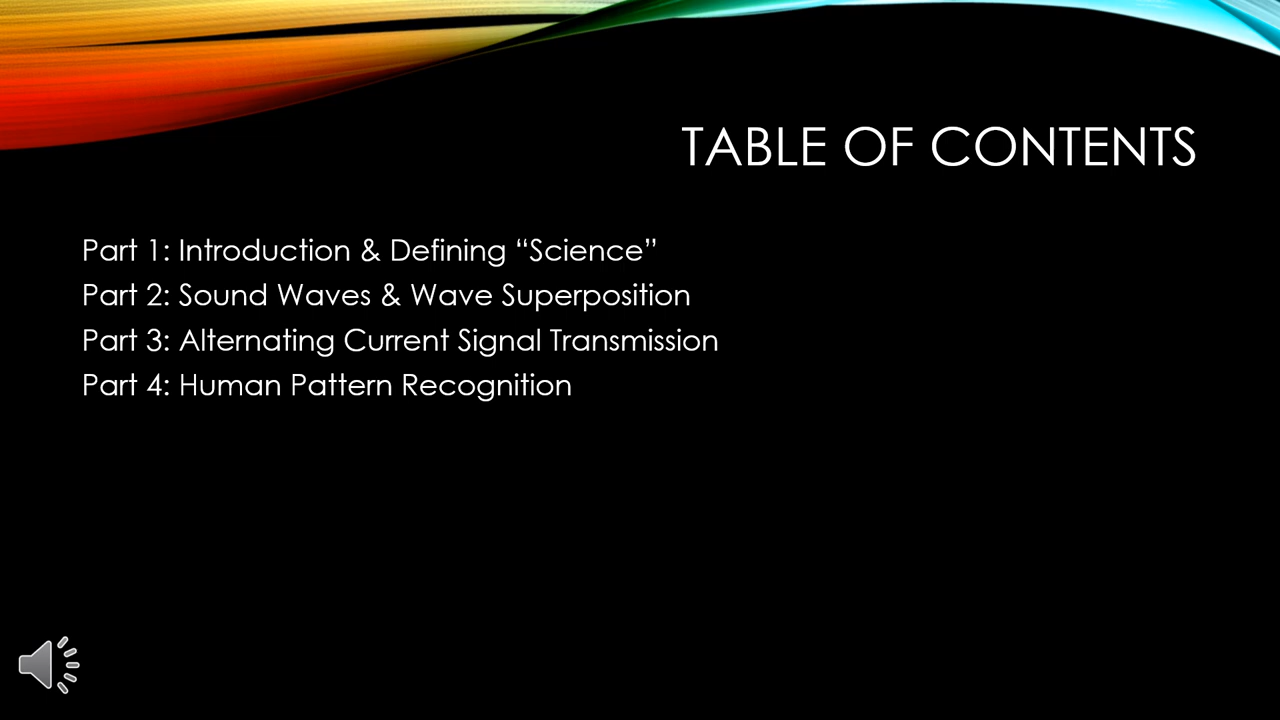 TABLE OF CONTENTS
Part 1: Introduction & Defining “Science”
Part 2: Sound Waves & Wave Superposition
Part 3: Alternating Current Signal Transmission
Part 4: Human Pattern Recognition